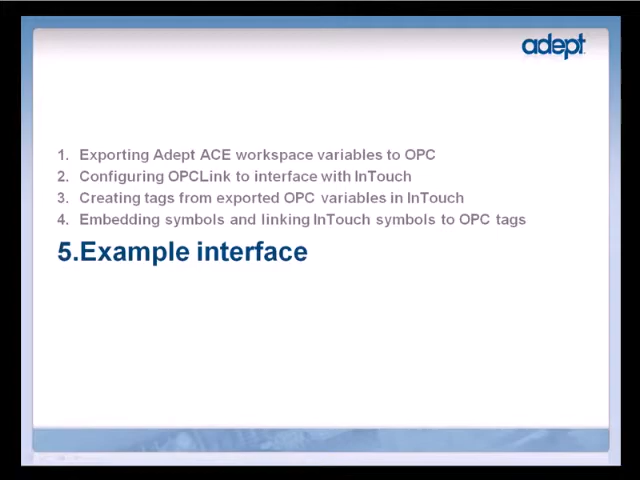 adept
1. Exporting Adept ACE workspace variables to OPC
2. Configuring OPCLink to interface with InTouch
3. Creating tags from exported OPC variables in InTouch
4. Embedding symbols and linking InTouch symbols to OPC tags
5.Example interface